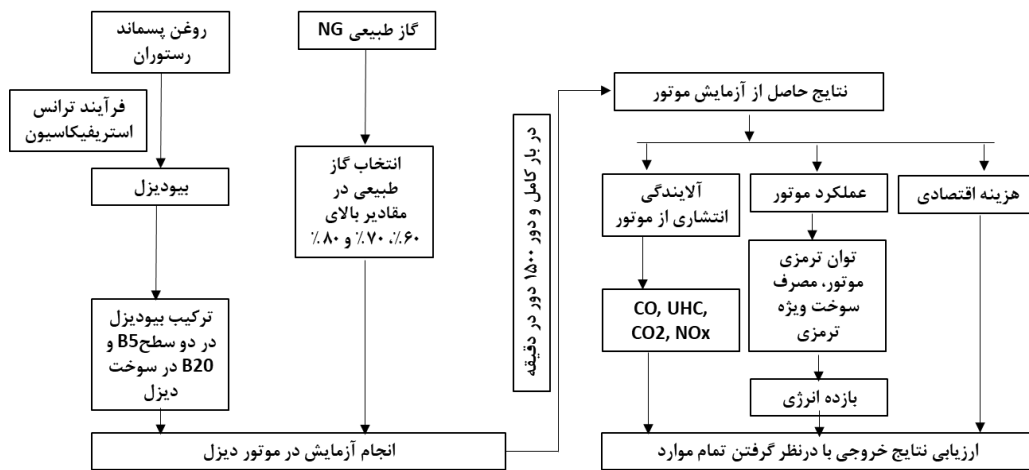 روغن پسماند
رستوران
فرآیند ترانس
استریفیکاسیون
بیودیزل
ترکیب بیودیزل
در دو سطح B5 و
B20 در سوخت
دیزل
گاز طبیعی NG
انتخاب گاز
طبیعی در
مقادیر بالای
۶۰٪، ۷۰٪ و ۸۰٪
انجام آزمایش در موتور دیزل
در بار کامل و دور ۱۵۰۰ دور در دقیقه
نتایج حاصل از آزمایش موتور
آلایندگی
انتشاری از موتور
CO, UHC,
CO2, NOx
عملکرد موتور
توان ترمزی
موتور، مصرف
سوخت ویژه
ترمزی
بازده انرژی
هزینه اقتصادی
ارزیابی نتایج خروجی با درنظر گرفتن تمام موارد